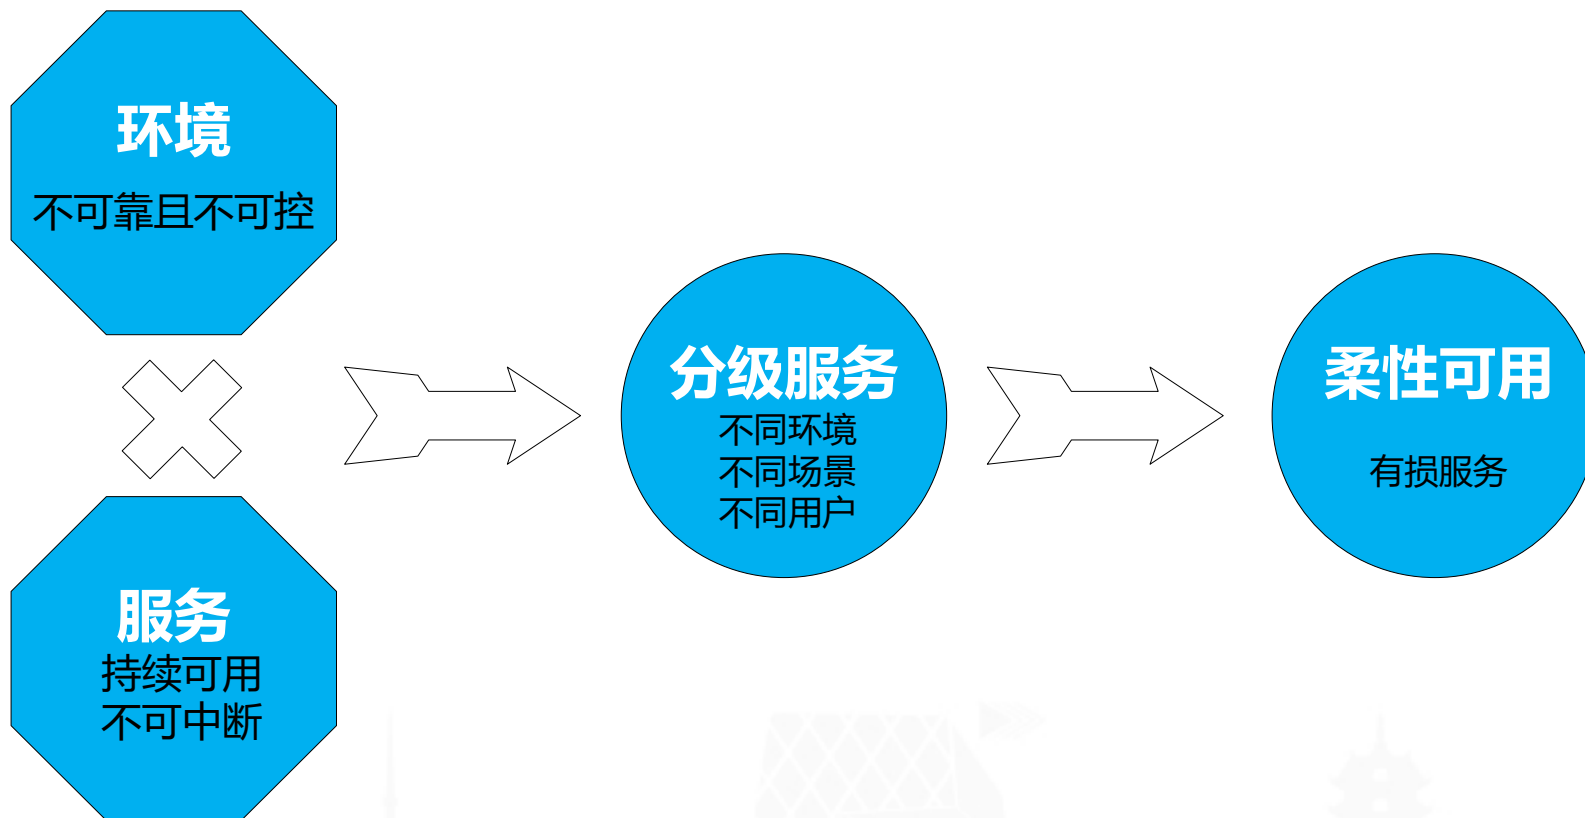 环境
不可靠且不可控
服务
持续可用
不可中断
分级服务
不同环境
不同场景
不同用户
柔性可用
有损服务